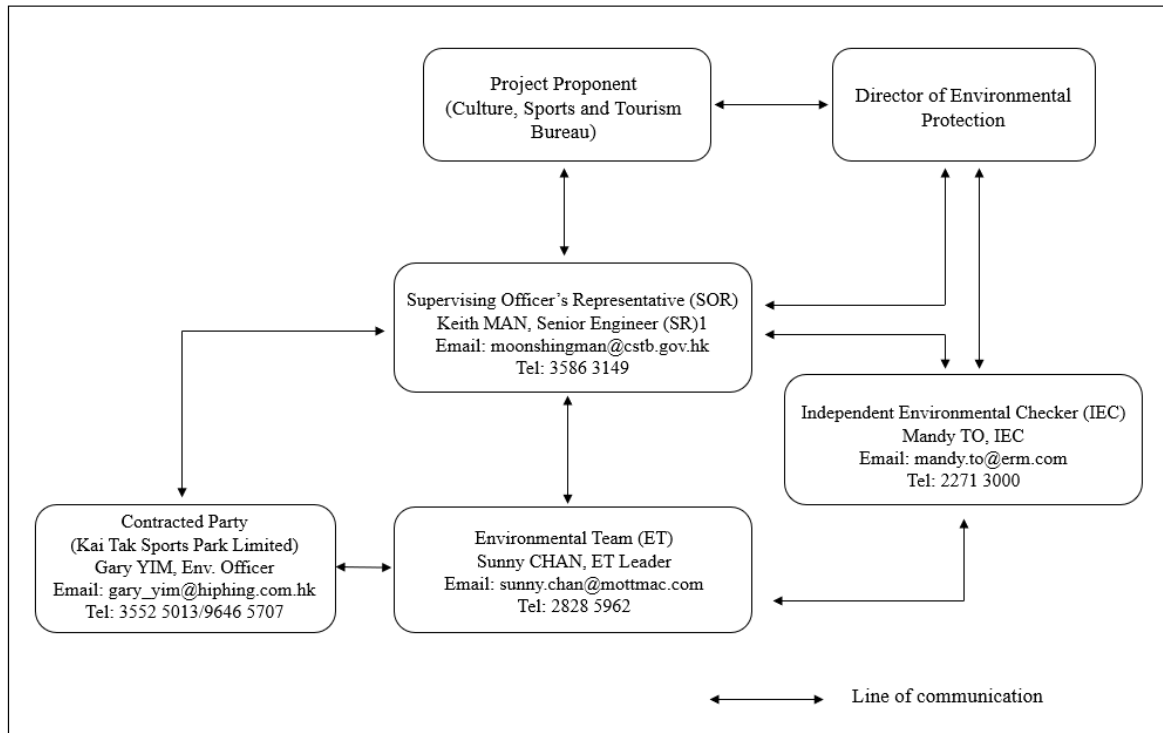 Project Proponent
(Culture, Sports and Tourism
Bureau)
Director of Environmental
Protection
Supervising Officer’s Representative (SOR)
Keith MAN, Senior Engineer (SR)1
Email: moonshingman@cstb.gov.hk
Tel: 3586 3149
Independent Environmental Checker (IEC)
Mandy TO, IEC
Email: mandy.to@erm.com
Tel: 2271 3000
Contracted Party
(Kai Tak Sports Park Limited)
Gary YIM, Env. Officer
Email: gary_yim@hiphing.com.hk
Tel: 3552 5013/9646 5707
Environmental Team (ET)
Sunny CHAN, ET Leader
Email: sunny.chan@mottmac.com
Tel: 2828 5962
Line of communication